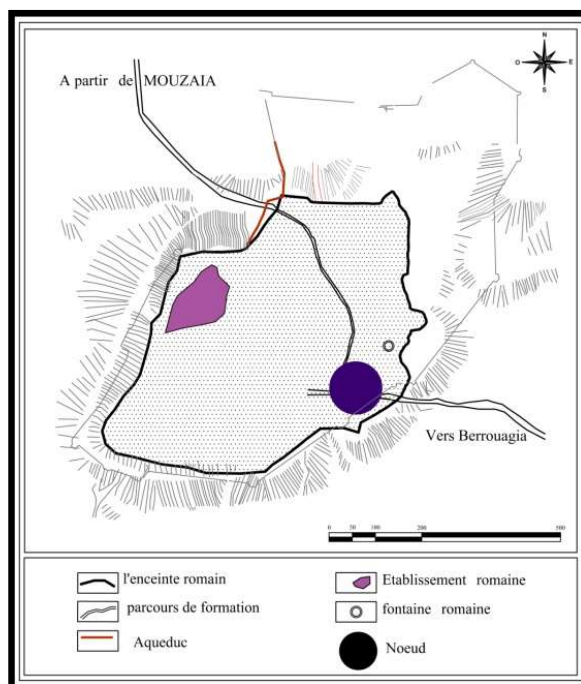 N
O E
S
A partir de MOUZAIA
Vers Berrouagia
0 50 100 200 500
l'enceinte romain
parcours de formation
Aqueduc
Etablissement romaine
fontaine romaine
Noeud